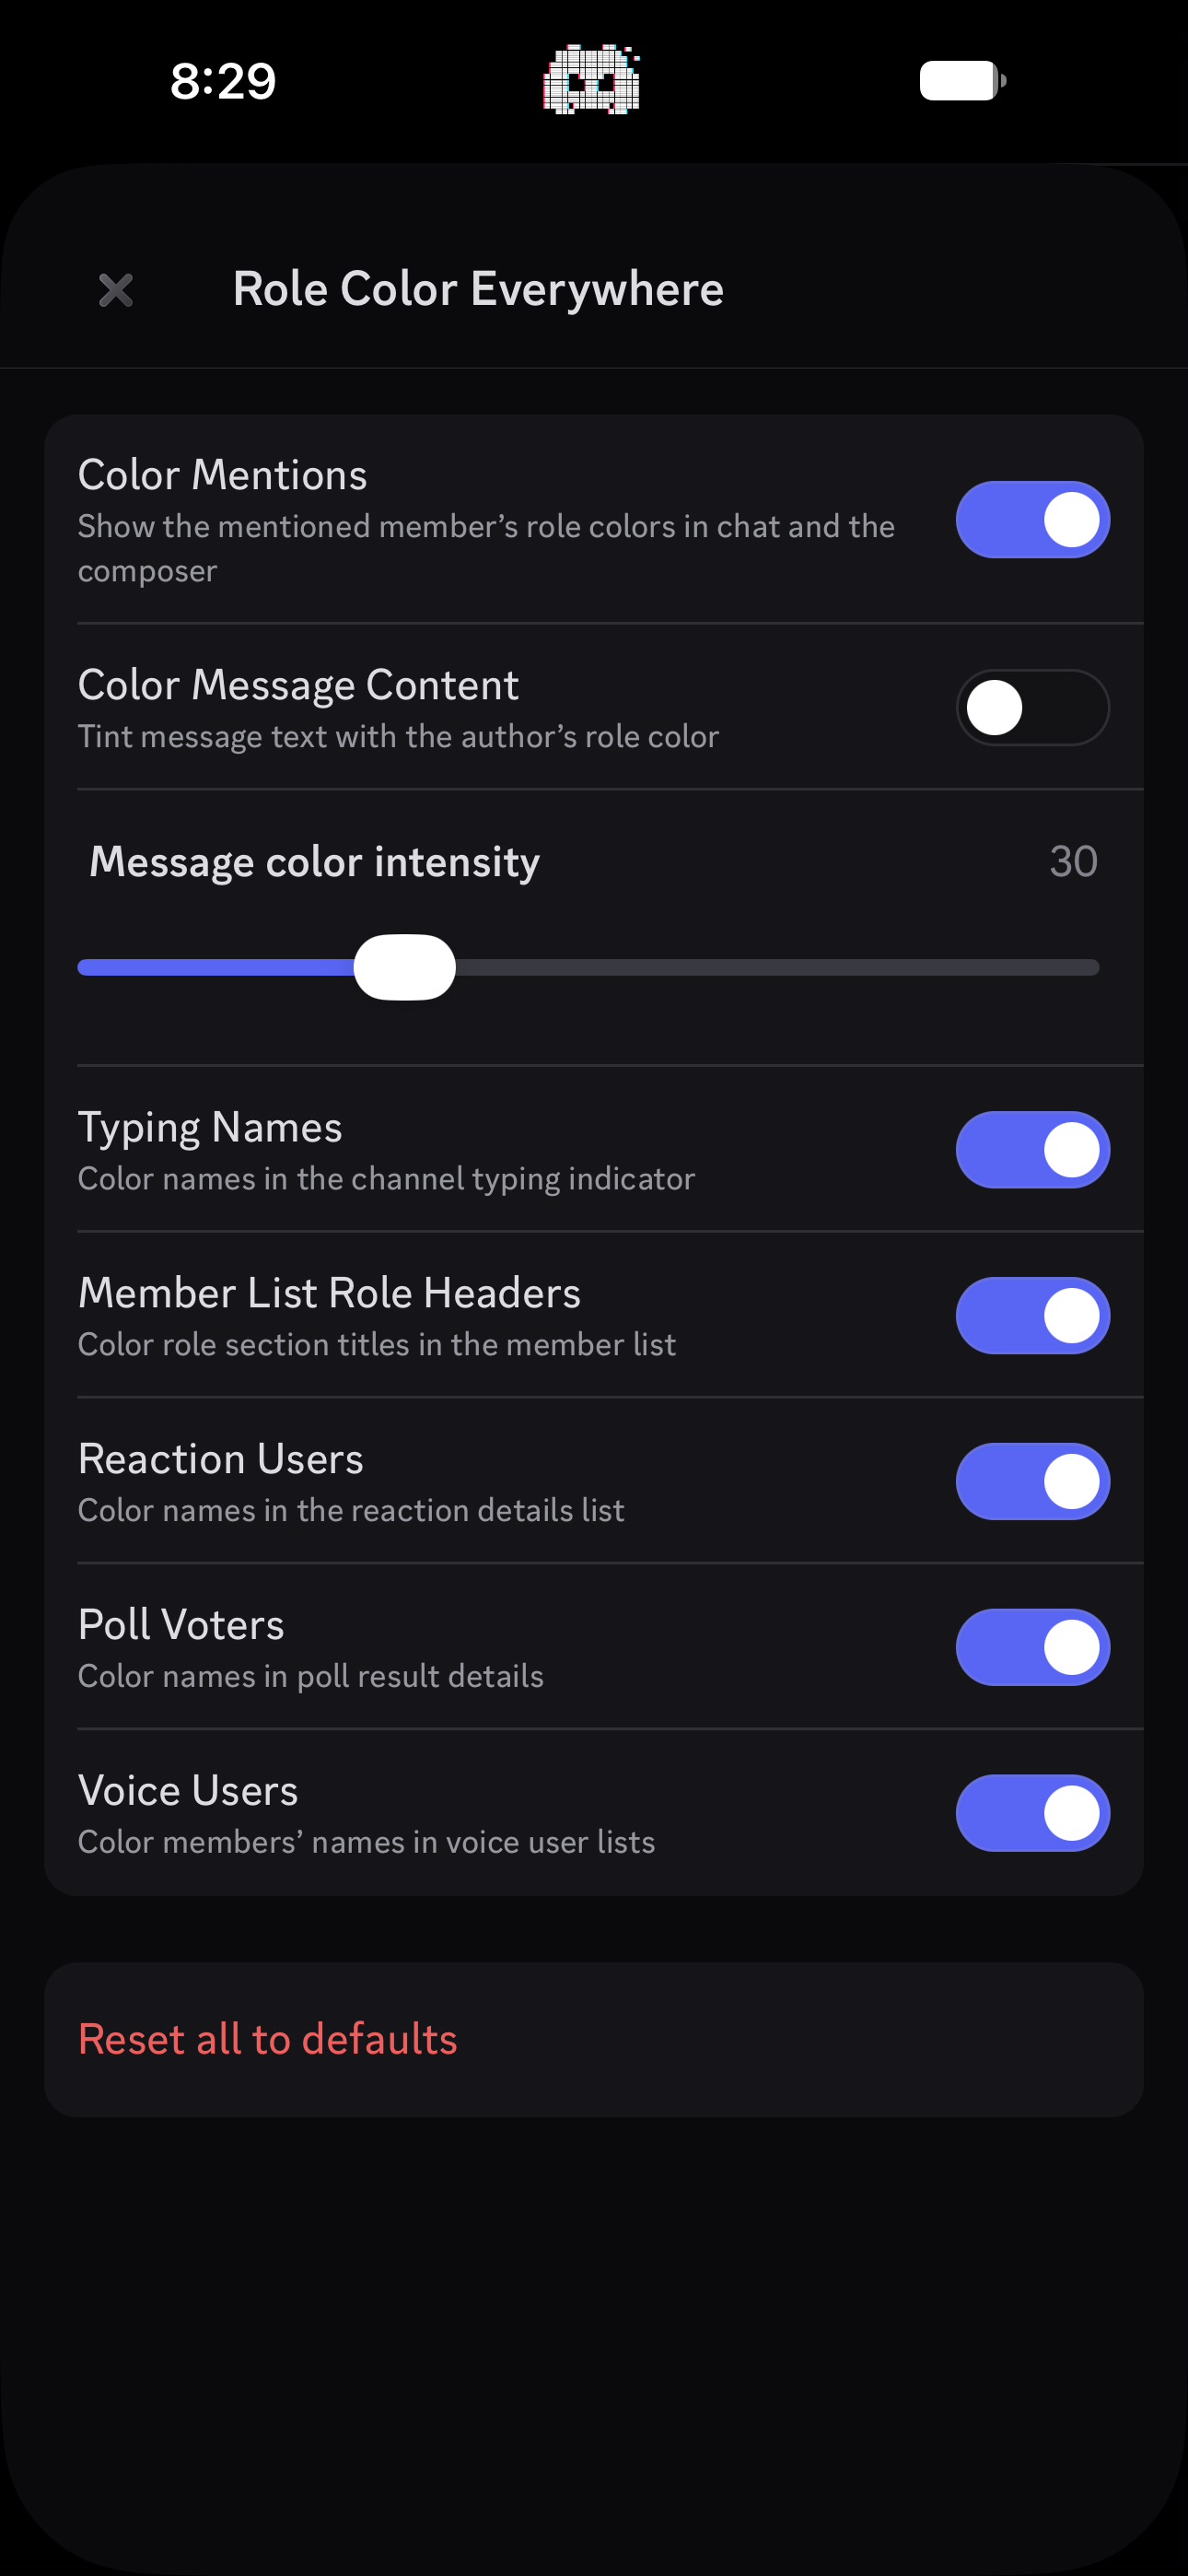 8:29
Role Color Everywhere
Color Mentions
Show the mentioned member’s role colors in chat and the
composer
Color Message Content
Tint message text with the author’s role color
Message color intensity
30
Typing Names
Color names in the channel typing indicator
Member List Role Headers
Color role section titles in the member list
Reaction Users
Color names in the reaction details list
Poll Voters
Color names in poll result details
Voice Users
Color members’ names in voice user lists
Reset all to defaults